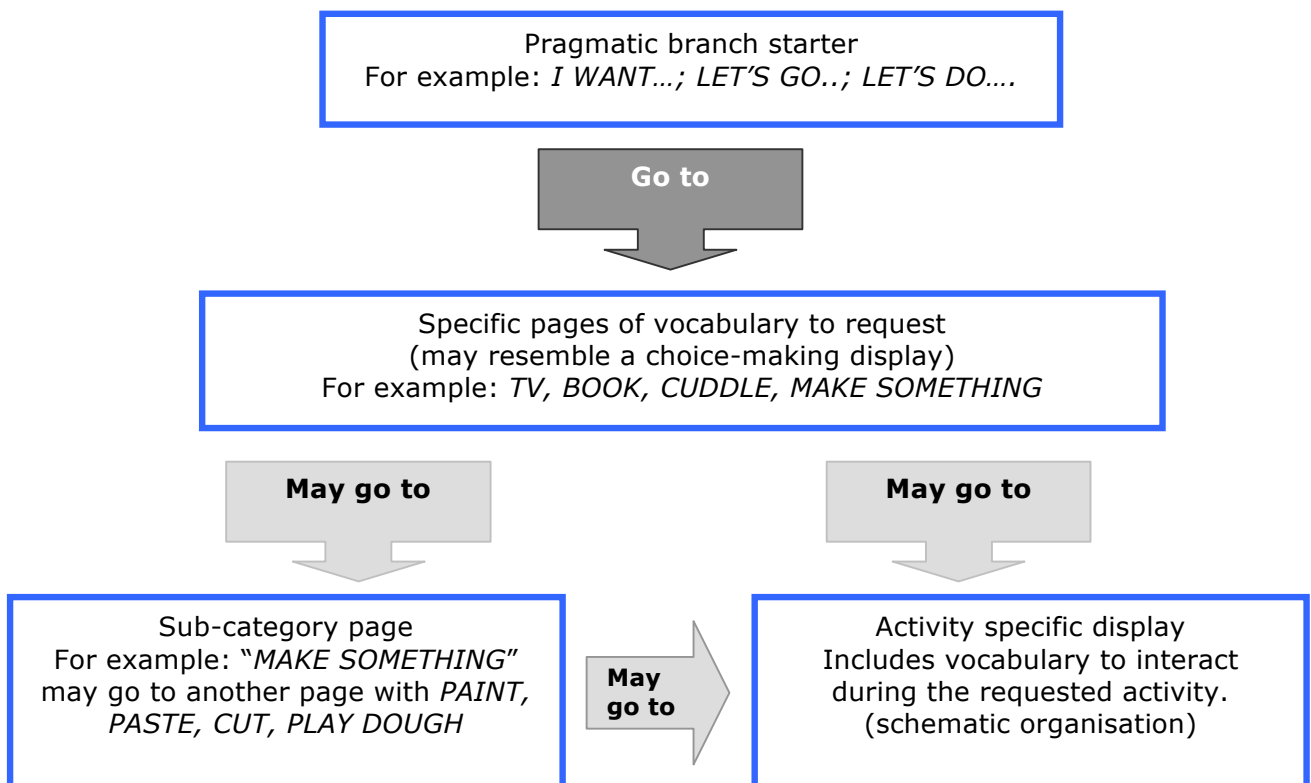 Pragmatic branch starter
For example: I WANT…; LET’S GO..; LET’S DO….
Go to
Specific pages of vocabulary to request
(may resemble a choice-making display)
For example: TV, BOOK, CUDDLE, MAKE SOMETHING
May go to
May go to
Sub-category page
For example: “MAKE SOMETHING”
may go to another page with PAINT,
PASTE, CUT, PLAY DOUGH
May
go to
Activity specific display
Includes vocabulary to interact
during the requested activity.
(schematic organisation)